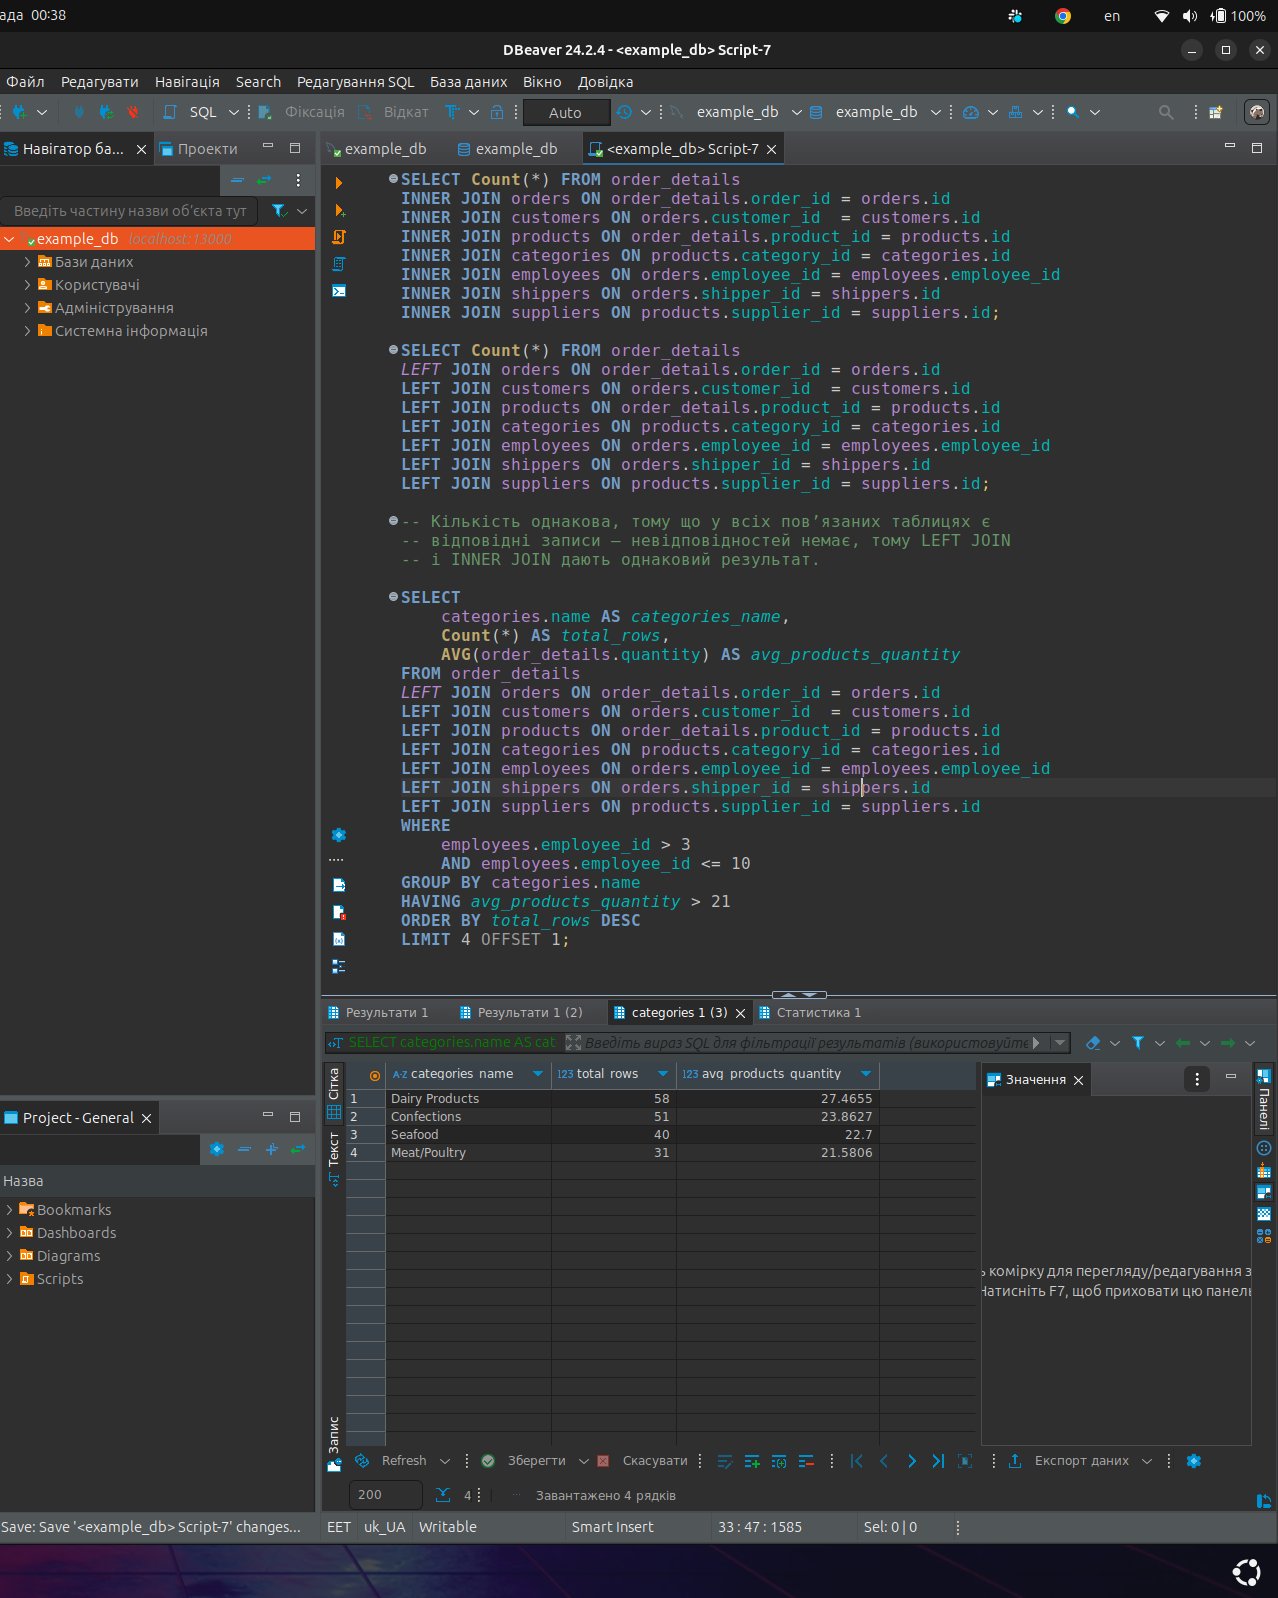 ада 00:38
en
100%
DBeaver 24.2.4 - <example_db> Script-7
Файл Редагувати Навігація Search Редагування SQL База даних Вікно Довідка
SQL Фіксація Відкат Auto example_db example_db
Навігатор ба... Проекти
example_db example_db <example_db> Script-7
Введіть частину назви об'єкта тут
example_db localhost:13000
Бази даних
Користувачі
Адміністрування
Системна інформація
SELECT Count(*) FROM order_details
INNER JOIN orders ON order_details.order_id = orders.id
INNER JOIN customers ON orders.customer_id  = customers.id
INNER JOIN products ON order_details.product_id = products.id
INNER JOIN categories ON products.category_id = categories.id
INNER JOIN employees ON orders.employee_id = employees.employee_id
INNER JOIN shippers ON orders.shipper_id = shippers.id
INNER JOIN suppliers ON products.supplier_id = suppliers.id;
SELECT Count(*) FROM order_details
LEFT JOIN orders ON order_details.order_id = orders.id
LEFT JOIN customers ON orders.customer_id  = customers.id
LEFT JOIN products ON order_details.product_id = products.id
LEFT JOIN categories ON products.category_id = categories.id
LEFT JOIN employees ON orders.employee_id = employees.employee_id
LEFT JOIN shippers ON orders.shipper_id = shippers.id
LEFT JOIN suppliers ON products.supplier_id = suppliers.id;
-- Кількість однакова, тому що у всіх пов’язаних таблицях є
-- відповідні записи — невідповідностей немає, тому LEFT JOIN
-- і INNER JOIN дають однаковий результат.
SELECT
categories.name AS categories_name,
Count(*) AS total_rows,
AVG(order_details.quantity) AS avg_products_quantity
FROM order_details
LEFT JOIN orders ON order_details.order_id = orders.id
LEFT JOIN customers ON orders.customer_id  = customers.id
LEFT JOIN products ON order_details.product_id = products.id
LEFT JOIN categories ON products.category_id = categories.id
LEFT JOIN employees ON orders.employee_id = employees.employee_id
LEFT JOIN shippers ON orders.shipper_id = shippers.id
LEFT JOIN suppliers ON products.supplier_id = suppliers.id
WHERE
employees.employee_id > 3
AND employees.employee_id <= 10
GROUP BY categories.name
HAVING avg_products_quantity > 21
ORDER BY total_rows DESC
LIMIT 4 OFFSET 1;
Результати 1 Результати 1 (2) categories 1 (3) Статистика 1
SELECT categories.name AS cat Введіть вираз SQL для фільтрації результатів (використовуйте
Сітка
Текст
Запис
A-Z categories_name 123 total_rows 123 avg_products_quantity
1 Dairy Products 58 27.4655
2 Confections 51 23.8627
3 Seafood 40 22.7
4 Meat/Poultry 31 21.5806
Значення
Панелі
ь комірку для перегляду/редагування з
Натисніть F7, щоб приховати цю панель
Project - General
Назва
Bookmarks
Dashboards
Diagrams
Scripts
Refresh Зберегти Скасувати Експорт даних
200 4 Завантажено 4 рядків
Save: Save '<example_db> Script-7' changes... EET uk_UA Writable Smart Insert 33 : 47 : 1585 Sel: 0 | 0